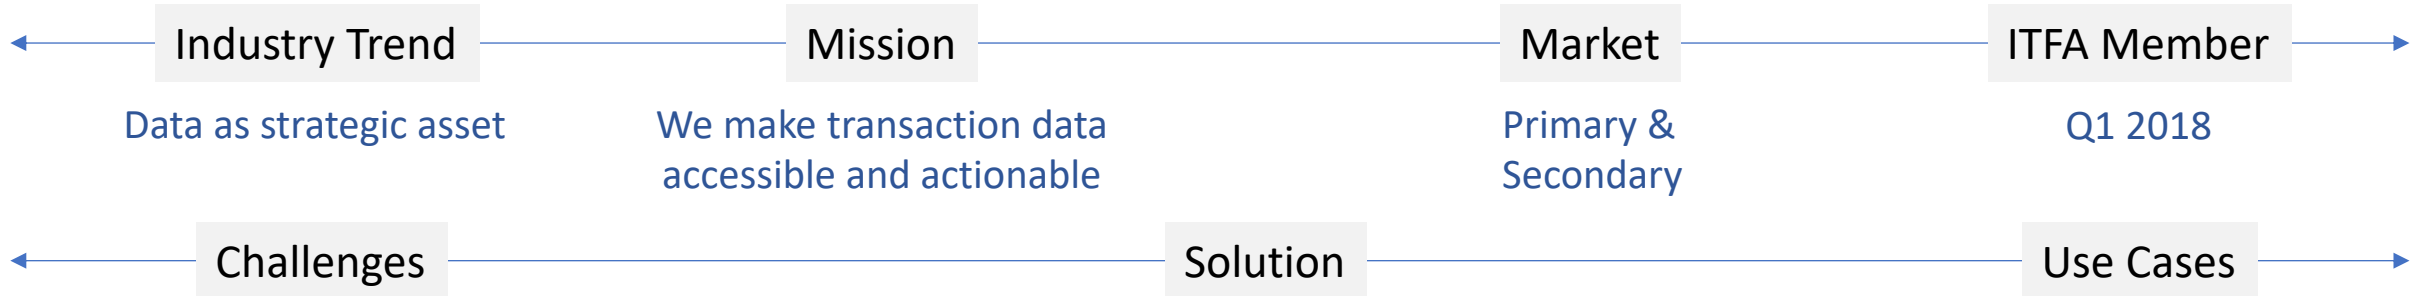 Industry Trend
Mission
Market
ITFA Member
Data as strategic asset
We make transaction data
accessible and actionable
Primary &
Secondary
Q1 2018
Challenges
Solution
Use Cases